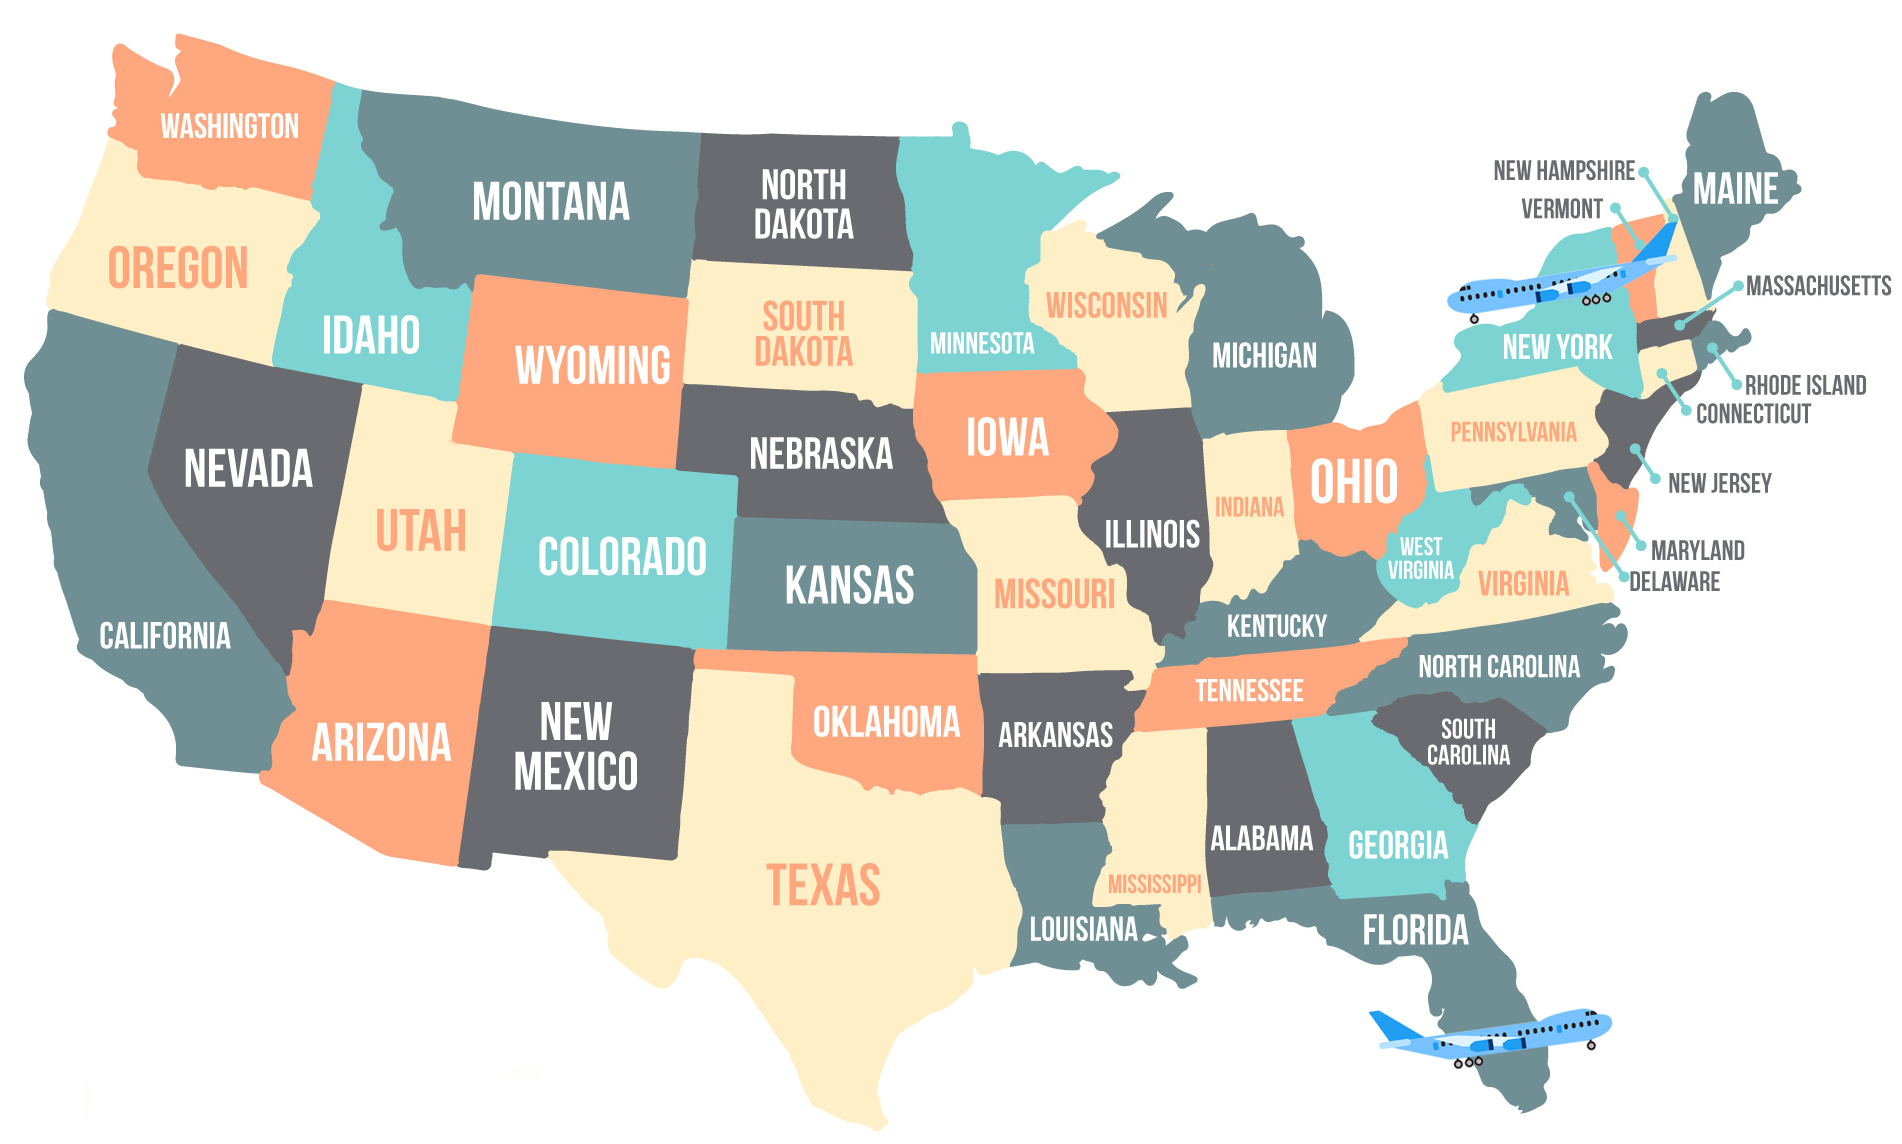 WASHINGTON
OREGON
IDAHO
MONTANA
NORTH
DAKOTA
SOUTH
DAKOTA
MINNESOTA
WISCONSIN
MICHIGAN
WYOMING
NEVADA
UTAH
COLORADO
NEBRASKA
IOWA
KANSAS
MISSOURI
ILLINOIS
INDIANA
OHIO
CALIFORNIA
ARIZONA
NEW
MEXICO
OKLAHOMA
TEXAS
ARKANSAS
LOUISIANA
MISSISSIPPI
ALABAMA
TENNESSEE
KENTUCKY
WEST
VIRGINIA
VIRGINIA
NORTH CAROLINA
SOUTH
CAROLINA
GEORGIA
FLORIDA
PENNSYLVANIA
NEW YORK
NEW HAMPSHIRE
VERMONT
MAINE
MASSACHUSETTS
RHODE ISLAND
CONNECTICUT
NEW JERSEY
MARYLAND
DELAWARE